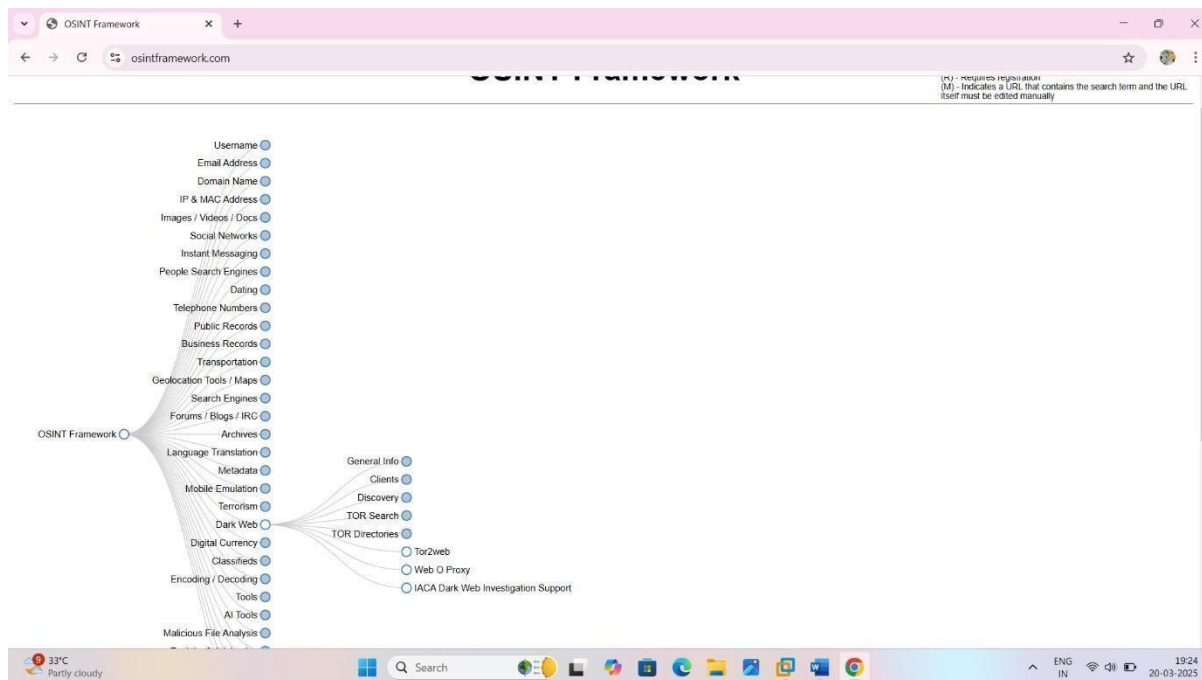 OSINT Framework
osintframework.com
OSINT Framework
(R) - Requires registration
(M) - Indicates a URL that contains the search term and the URL
itself must be edited manually
Username
Email Address
Domain Name
IP & MAC Address
Images / Videos / Docs
Social Networks
Instant Messaging
People Search Engines
Dating
Telephone Numbers
Public Records
Business Records
Transportation
Geolocation Tools / Maps
Search Engines
Forums / Blogs / IRC
OSINT Framework
Archives
Language Translation
Metadata
Mobile Emulation
Terrorism
Dark Web
Digital Currency
Classifieds
Encoding / Decoding
Tools
AI Tools
Malicious File Analysis
General Info
Clients
Discovery
TOR Search
TOR Directories
Tor2web
Web O Proxy
IACA Dark Web Investigation Support
9
33°C
Partly cloudy
Search
ENG
IN
19:24
20-03-2025